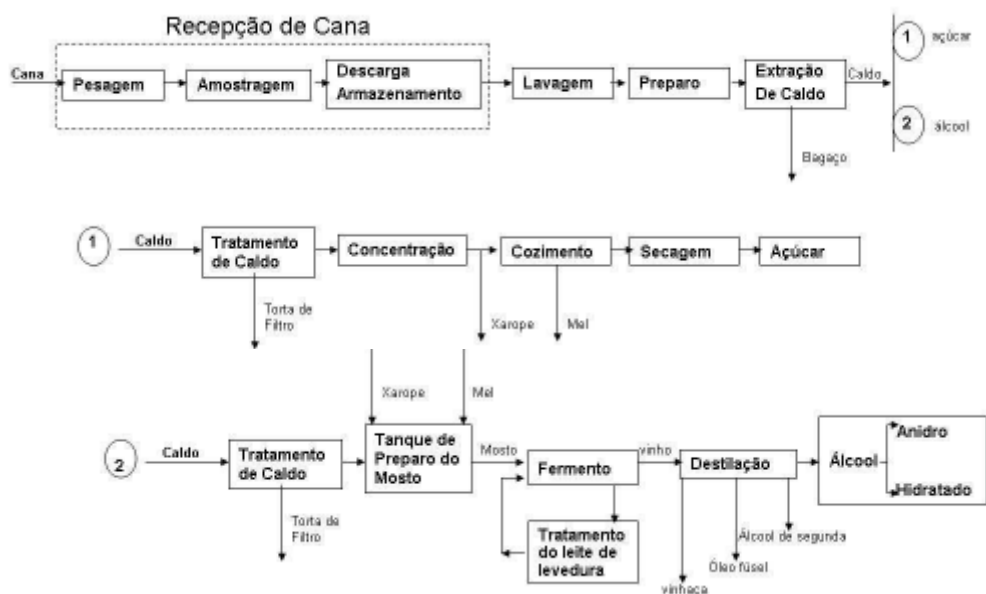 Recepção de Cana
Cana
Pesagem
Amostragem
Descarga
Armazenamento
Lavagem
Preparo
Extração
De Caldo
Caldo
1
açúcar
2
álcool
Bagaço
1
Caldo
Tratamento
de Caldo
Concentração
Cozimento
Secagem
Açúcar
Torta de
Filtro
Xarope
Mel
Xarope
Mel
2
Caldo
Tratamento
de Caldo
Tanque de
Preparo do
Mosto
Mosto
Fermento
vinho
Destilação
Álcool
Anidro
Hidratado
Torta de
Filtro
Tratamento
do leite de
levedura
Álcool de segunda
Óleo fúsel
vinhaça